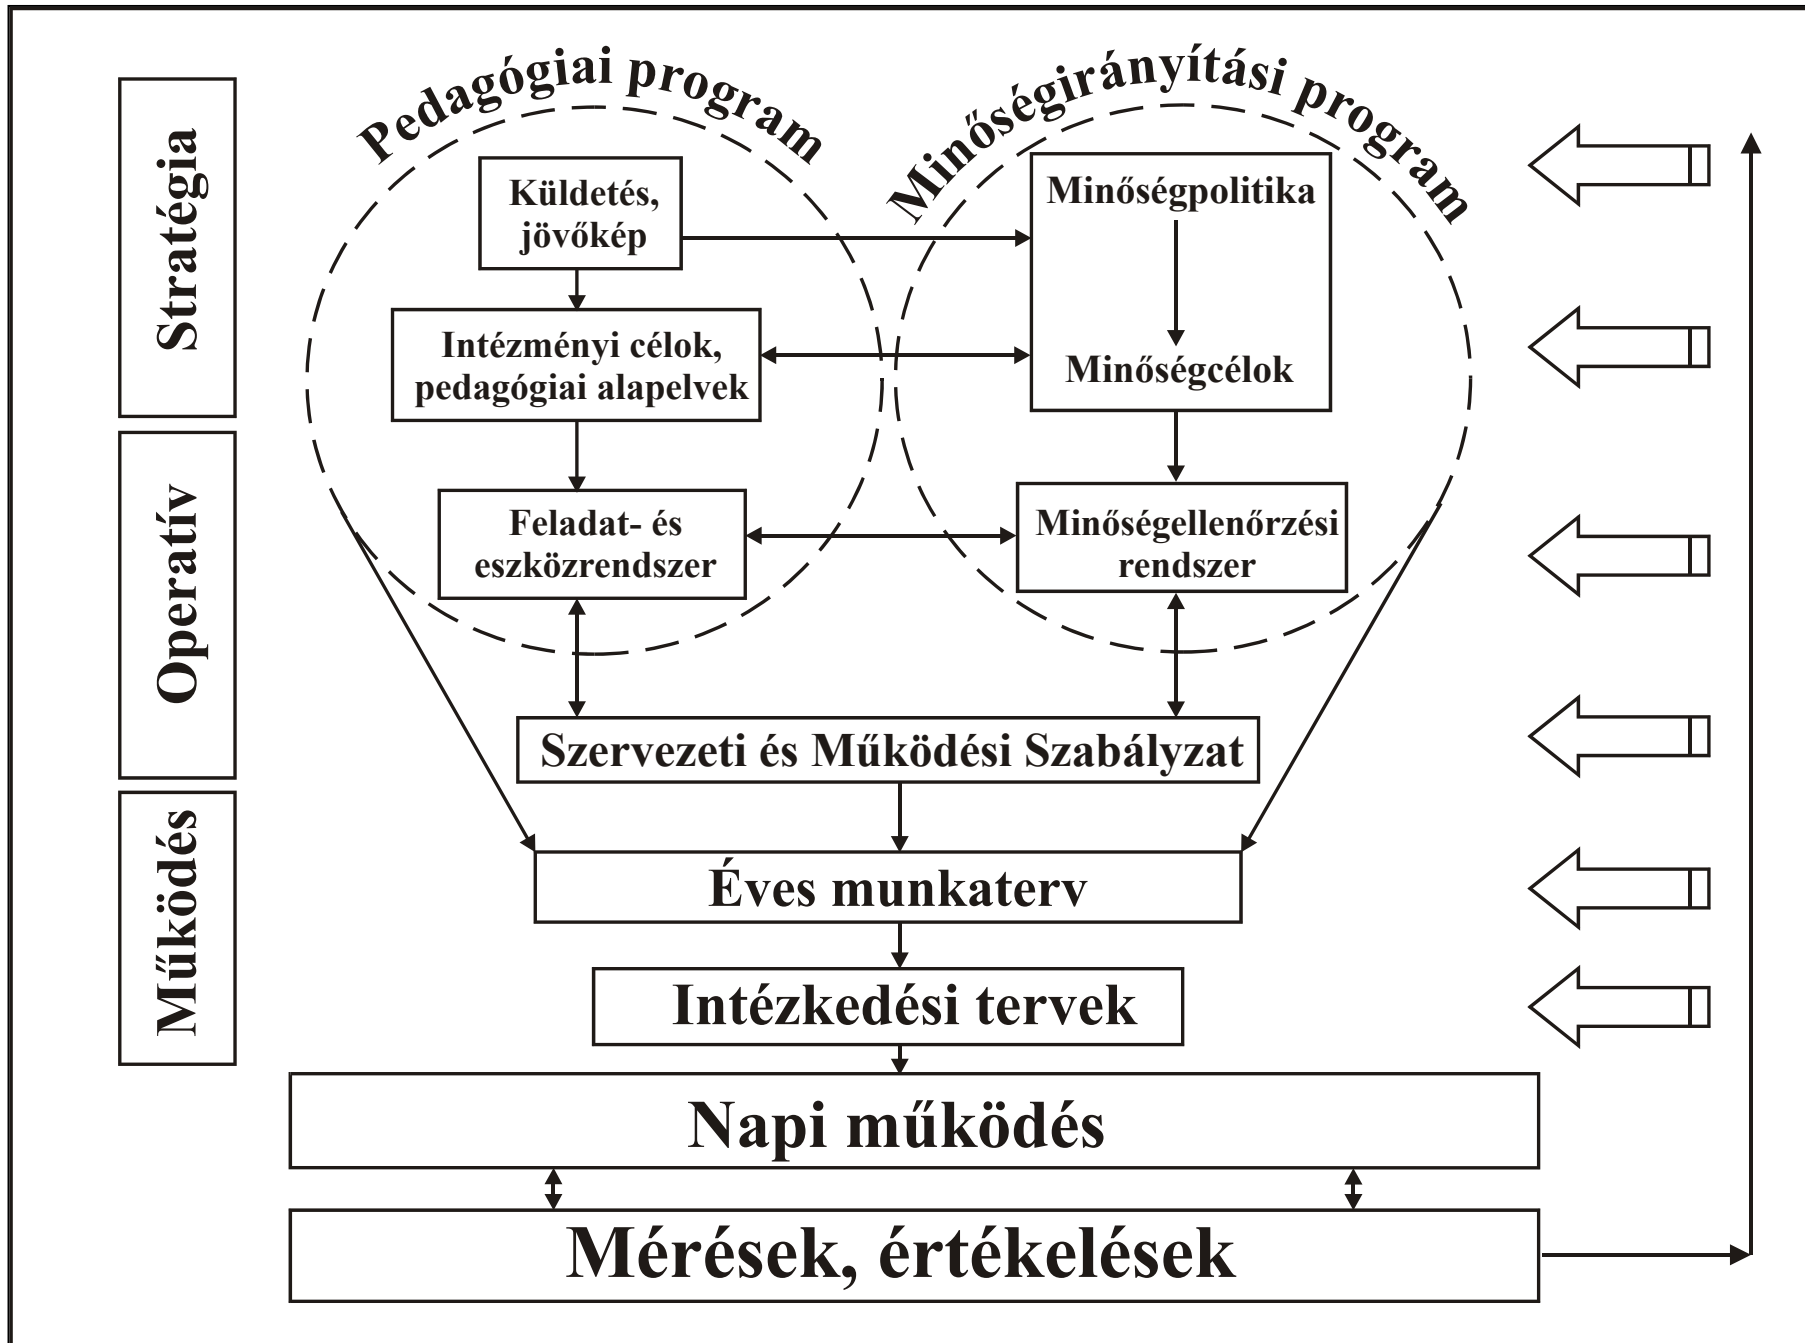 Pedagógiai program
Minőségirányítási program
Stratégia
Küldetés,
jövőkép
Minőségpolitika
Intézményi célok,
pedagógiai alapelvek
Minőségcélok
Operatív
Feladat- és
eszközrendszer
Minőségellenőrzési
rendszer
Szervezeti és Működési Szabályzat
Működés
Éves munkaterv
Intézkedési tervek
Napi működés
Mérések, értékelések